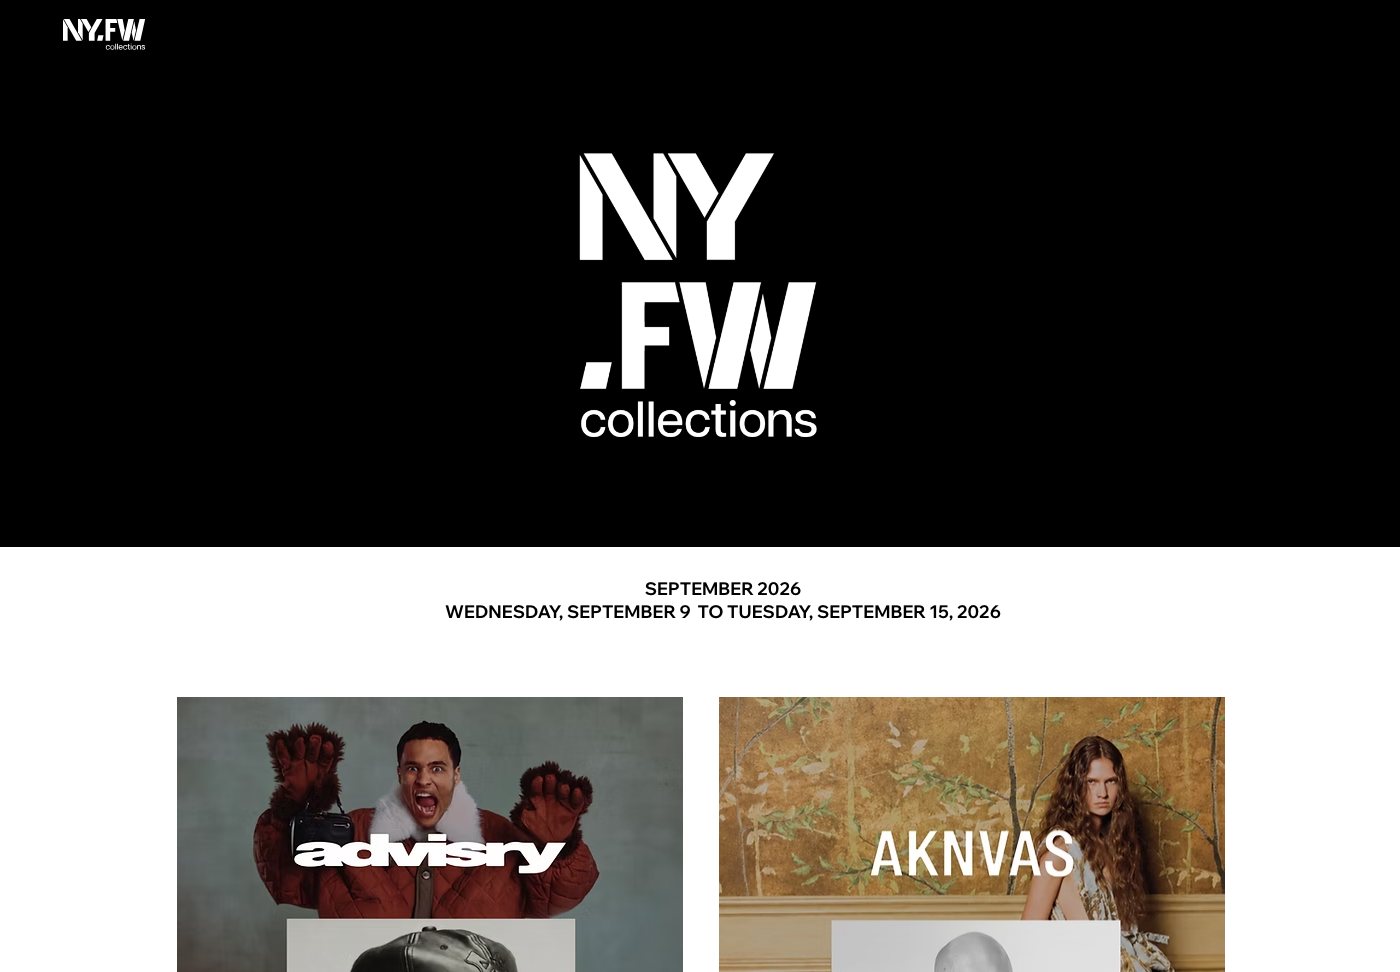 NY.FW
collections
NY
.FW
collections
SEPTEMBER 2026
WEDNESDAY, SEPTEMBER 9 TO TUESDAY, SEPTEMBER 15, 2026
advisry
AKNVAS